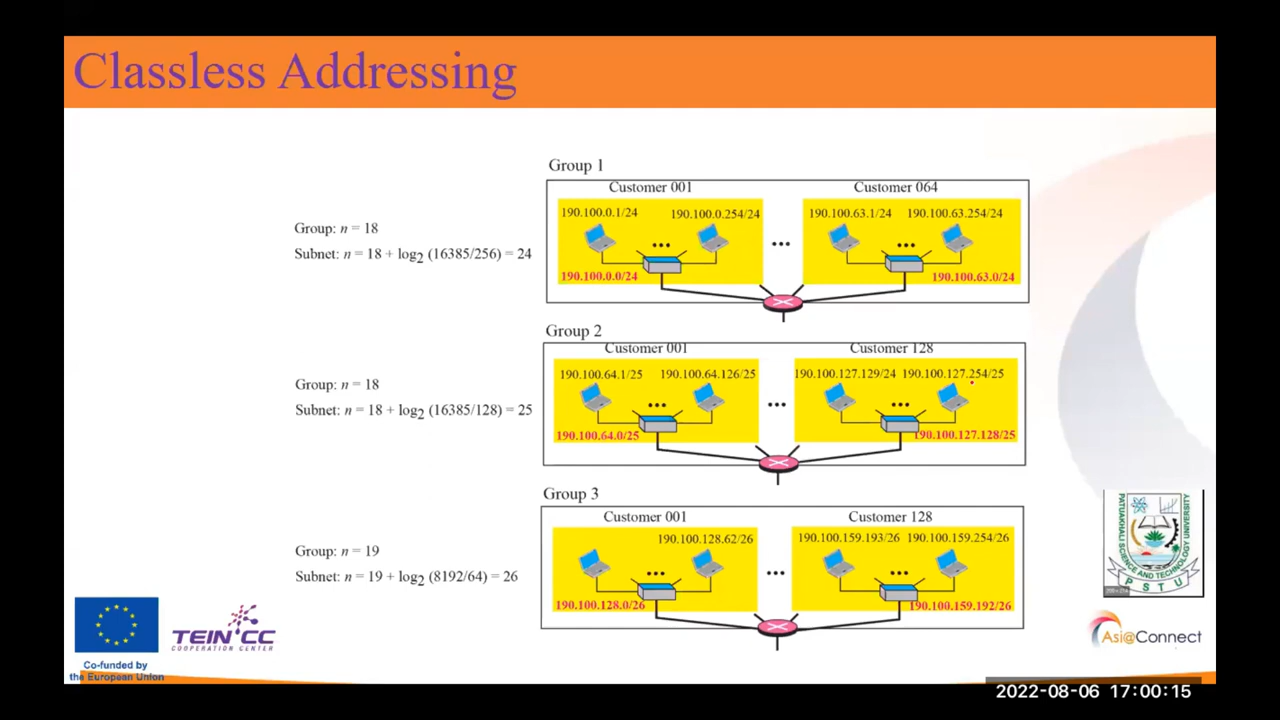 Classless Addressing
Group 1
Customer 001
Customer 064
190.100.0.1/24
190.100.0.254/24
190.100.63.1/24
190.100.63.254/24
Group: n = 18
Subnet: n = 18 + log2 (16385/256) = 24
190.100.0.0/24
190.100.63.0/24
Group 2
Customer 001
Customer 128
190.100.64.1/25
190.100.64.126/25
190.100.127.129/24
190.100.127.254/25
Group: n = 18
Subnet: n = 18 + log2 (16385/128) = 25
190.100.64.0/25
190.100.127.128/25
Group 3
Customer 001
Customer 128
190.100.128.62/26
190.100.159.193/26
190.100.159.254/26
Group: n = 19
Subnet: n = 19 + log2 (8192/64) = 26
190.100.128.0/26
190.100.159.192/26
PATUAKHALI SCIENCE AND TECHNOLOGY UNIVERSITY
PSTU
TEIN*CC
COOPERATION CENTER
Co-funded by
the European Union
Asi@Connect
2022-08-06 17:00:15